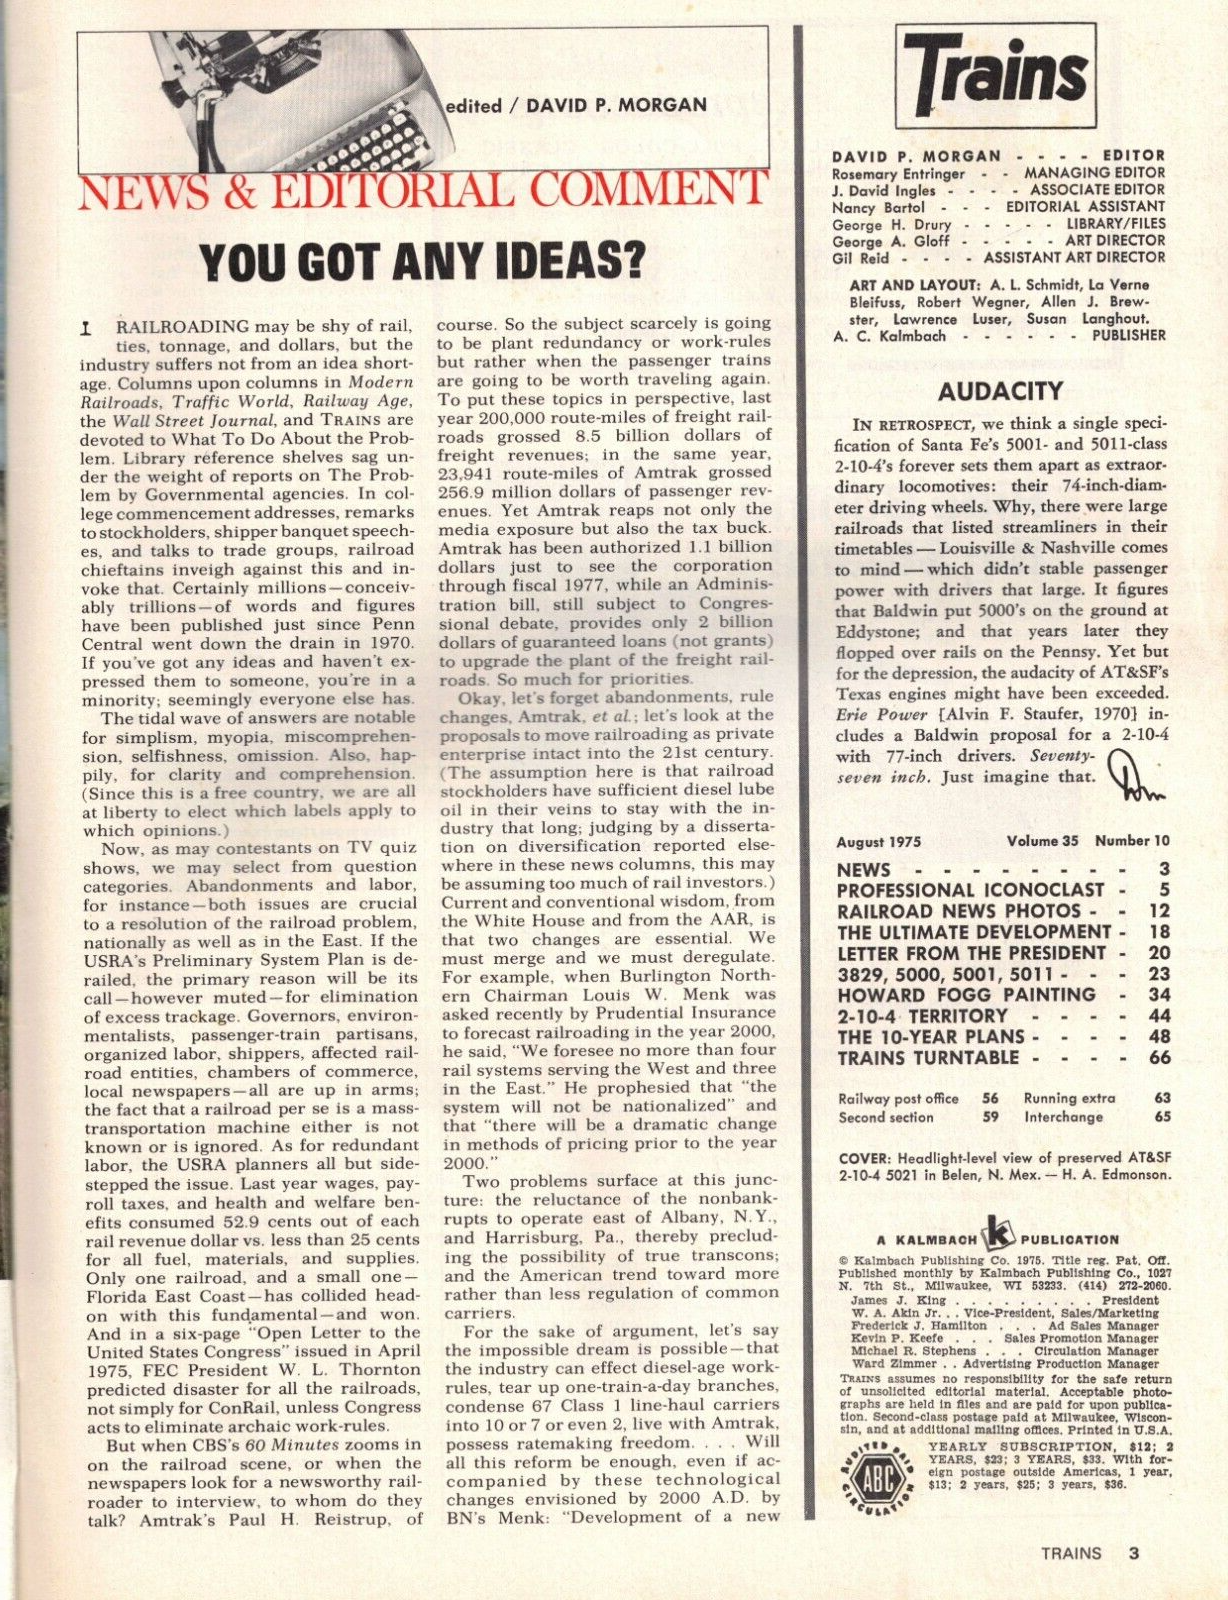 edited / DAVID P. MORGAN
NEWS & EDITORIAL COMMENT
YOU GOT ANY IDEAS?
I RAILROADING may be shy of rail,
ties, tonnage, and dollars, but the
industry suffers not from an idea short-
age. Columns upon columns in Modern
Railroads, Traffic World, Railway Age,
the Wall Street Journal, and TRAINS are
devoted to What To Do About the Prob-
lem. Library reference shelves sag un-
der the weight of reports on The Prob-
lem by Governmental agencies. In col-
lege commencement addresses, remarks
to stockholders, shipper banquet speech-
es, and talks to trade groups, railroad
chieftains inveigh against this and in-
voke that. Certainly millions—conceiv-
ably trillions—of words and figures
have been published just since Penn
Central went down the drain in 1970.
If you've got any ideas and haven't ex-
pressed them to someone, you're in a
minority; seemingly everyone else has.
The tidal wave of answers are notable
for simplism, myopia, miscomprehen-
sion, selfishness, omission. Also, hap-
pily, for clarity and comprehension.
(Since this is a free country, we are all
at liberty to elect which labels apply to
which opinions.)
Now, as may contestants on TV quiz
shows, we may select from question
categories. Abandonments and labor,
for instance—both issues are crucial
to a resolution of the railroad problem,
nationally as well as in the East. If the
USRA's Preliminary System Plan is de-
railed, the primary reason will be its
call—however muted—for elimination
of excess trackage. Governors, environ-
mentalists, passenger-train partisans,
organized labor, shippers, affected rail-
road entities, chambers of commerce,
local newspapers—all are up in arms;
the fact that a railroad per se is a mass-
transportation machine either is not
known or is ignored. As for redundant
labor, the USRA planners all but side-
stepped the issue. Last year wages, pay-
roll taxes, and health and welfare ben-
efits consumed 52.9 cents out of each
rail revenue dollar vs. less than 25 cents
for all fuel, materials, and supplies.
Only one railroad, and a small one—
Florida East Coast—has collided head-
on with this fundamental—and won.
And in a six-page "Open Letter to the
United States Congress" issued in April
1975, FEC President W. L. Thornton
predicted disaster for all the railroads,
not simply for ConRail, unless Congress
acts to eliminate archaic work-rules.
But when CBS's 60 Minutes zooms in
on the railroad scene, or when the
newspapers look for a newsworthy rail-
roader to interview, to whom do they
talk? Amtrak's Paul H. Reistrup, of
course. So the subject scarcely is going
to be plant redundancy or work-rules
but rather when the passenger trains
are going to be worth traveling again.
To put these topics in perspective, last
year 200,000 route-miles of freight rail-
roads grossed 8.5 billion dollars of
freight revenues; in the same year,
23,941 route-miles of Amtrak grossed
256.9 million dollars of passenger rev-
enues. Yet Amtrak reaps not only the
media exposure but also the tax buck.
Amtrak has been authorized 1.1 billion
dollars just to see the corporation
through fiscal 1977, while an Adminis-
tration bill, still subject to Congres-
sional debate, provides only 2 billion
dollars of guaranteed loans (not grants)
to upgrade the plant of the freight rail-
roads. So much for priorities.
Okay, let's forget abandonments, rule
changes, Amtrak, et al.; let's look at the
proposals to move railroading as private
enterprise intact into the 21st century.
(The assumption here is that railroad
stockholders have sufficient diesel lube
oil in their veins to stay with the in-
dustry that long; judging by a disserta-
tion on diversification reported else-
where in these news columns, this may
be assuming too much of rail investors.)
Current and conventional wisdom, from
the White House and from the AAR, is
that two changes are essential. We
must merge and we must deregulate.
For example, when Burlington North-
ern Chairman Louis W. Menk was
asked recently by Prudential Insurance
to forecast railroading in the year 2000,
he said, "We foresee no more than four
rail systems serving the West and three
in the East." He prophesied that "the
system will not be nationalized" and
that "there will be a dramatic change
in methods of pricing prior to the year
2000."
Two problems surface at this junc-
ture: the reluctance of the nonbank-
rupts to operate east of Albany, N.Y.,
and Harrisburg, Pa., thereby preclud-
ing the possibility of true transcons;
and the American trend toward more
rather than less regulation of common
carriers.
For the sake of argument, let's say
the impossible dream is possible—that
the industry can effect diesel-age work-
rules, tear up one-train-a-day branches,
condense 67 Class 1 line-haul carriers
into 10 or 7 or even 2, live with Amtrak,
possess ratemaking freedom. . . . Will
all this reform be enough, even if ac-
companied by these technological
changes envisioned by 2000 A.D. by
BN's Menk: "Development of a new
Trains
DAVID P. MORGAN - - - - EDITOR
Rosemary Entringer - - MANAGING EDITOR
J. David Ingles - - - - ASSOCIATE EDITOR
Nancy Bartol - - - EDITORIAL ASSISTANT
George H. Drury - - - - - LIBRARY/FILES
George A. Gloff - - - - - ART DIRECTOR
Gil Reid - - - - ASSISTANT ART DIRECTOR
ART AND LAYOUT: A. L. Schmidt, La Verne
Bleifuss, Robert Wegner, Allen J. Brew-
ster, Lawrence Luser, Susan Langhout.
A. C. Kalmbach - - - - - - PUBLISHER
AUDACITY
IN RETROSPECT, we think a single speci-
fication of Santa Fe's 5001- and 5011-class
2-10-4's forever sets them apart as extraor-
dinary locomotives: their 74-inch-diam-
eter driving wheels. Why, there were large
railroads that listed streamliners in their
timetables — Louisville & Nashville comes
to mind — which didn't stable passenger
power with drivers that large. It figures
that Baldwin put 5000's on the ground at
Eddystone; and that years later they
flopped over rails on the Pennsy. Yet but
for the depression, the audacity of AT&SF's
Texas engines might have been exceeded.
Erie Power [Alvin F. Staufer, 1970] in-
cludes a Baldwin proposal for a 2-10-4
with 77-inch drivers. Seventy-
seven inch. Just imagine that.
August 1975 Volume 35 Number 10
NEWS - - - - - - - - 3
PROFESSIONAL ICONOCLAST - 5
RAILROAD NEWS PHOTOS - - 12
THE ULTIMATE DEVELOPMENT - 18
LETTER FROM THE PRESIDENT - 20
3829, 5000, 5001, 5011 - - - 23
HOWARD FOGG PAINTING - 34
2-10-4 TERRITORY - - - - 44
THE 10-YEAR PLANS - - - - 48
TRAINS TURNTABLE - - - - 66
Railway post office 56 Running extra 63
Second section 59 Interchange 65
COVER: Headlight-level view of preserved AT&SF
2-10-4 5021 in Belen, N. Mex. — H. A. Edmonson.
A KALMBACH k PUBLICATION
© Kalmbach Publishing Co. 1975. Title reg. Pat. Off.
Published monthly by Kalmbach Publishing Co., 1027
N. 7th St., Milwaukee, WI 53233. (414) 272-2060.
James J. King . . . . . . . . . President
W. A. Akin Jr. . . Vice-President, Sales/Marketing
Frederick J. Hamilton . . . Ad Sales Manager
Kevin P. Keefe . . . Sales Promotion Manager
Michael R. Stephens . . . Circulation Manager
Ward Zimmer . . Advertising Production Manager
TRAINS assumes no responsibility for the safe return
of unsolicited editorial material. Acceptable photo-
graphs are held in files and are paid for upon publica-
tion. Second-class postage paid at Milwaukee, Wiscon-
sin, and at additional mailing offices. Printed in U.S.A.
YEARLY SUBSCRIPTION, $12; 2
YEARS, $23; 3 YEARS, $33. With for-
eign postage outside Americas, 1 year,
$13; 2 years, $25; 3 years, $36.
AUDITED PAID
ABC
CIRCULATION
TRAINS 3